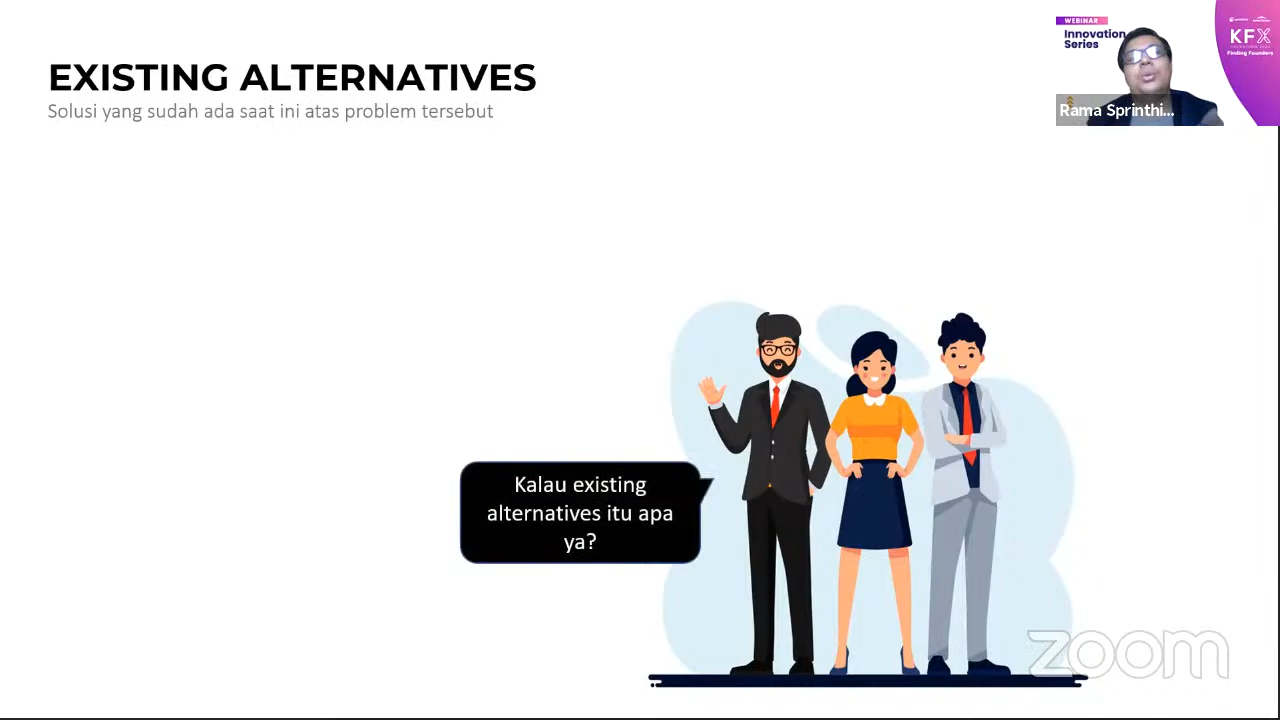 EXISTING ALTERNATIVES
Solusi yang sudah ada saat ini atas problem tersebut
WEBINAR
Innovation
Series
KFX
Finding Founders
Rama Sprinthi...
Kalau existing
alternatives itu apa
ya?
zoom